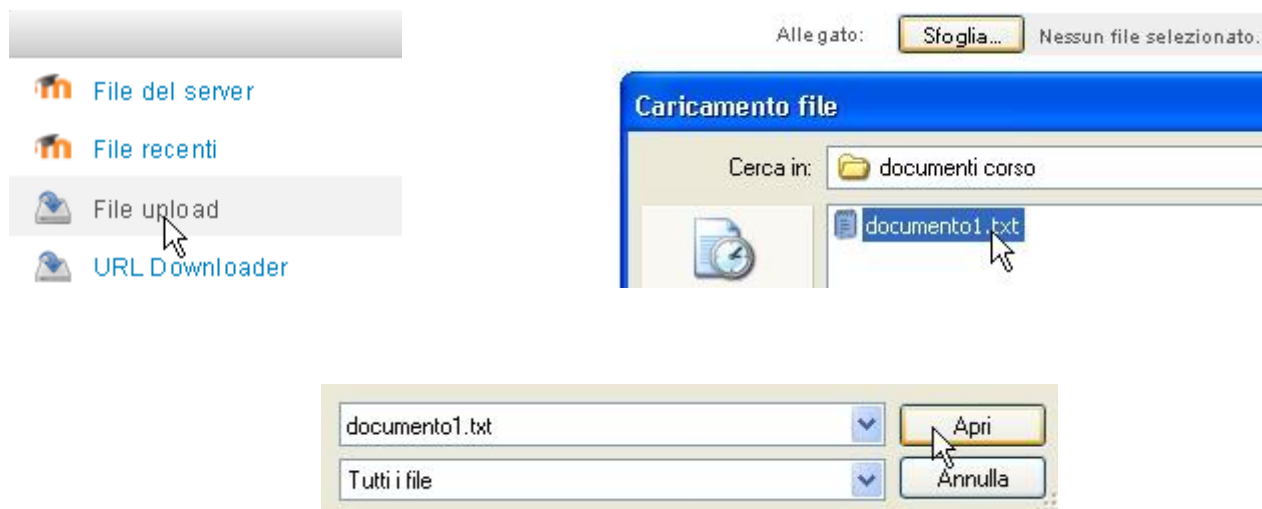 File del server
File recenti
File upload
URL Downloader
Allegato: Sfoglia... Nessun file selezionato.
Caricamento file
Cerca in: documenti corso
documento1.txt
documento1.txt Apri
Tutti i file Annulla